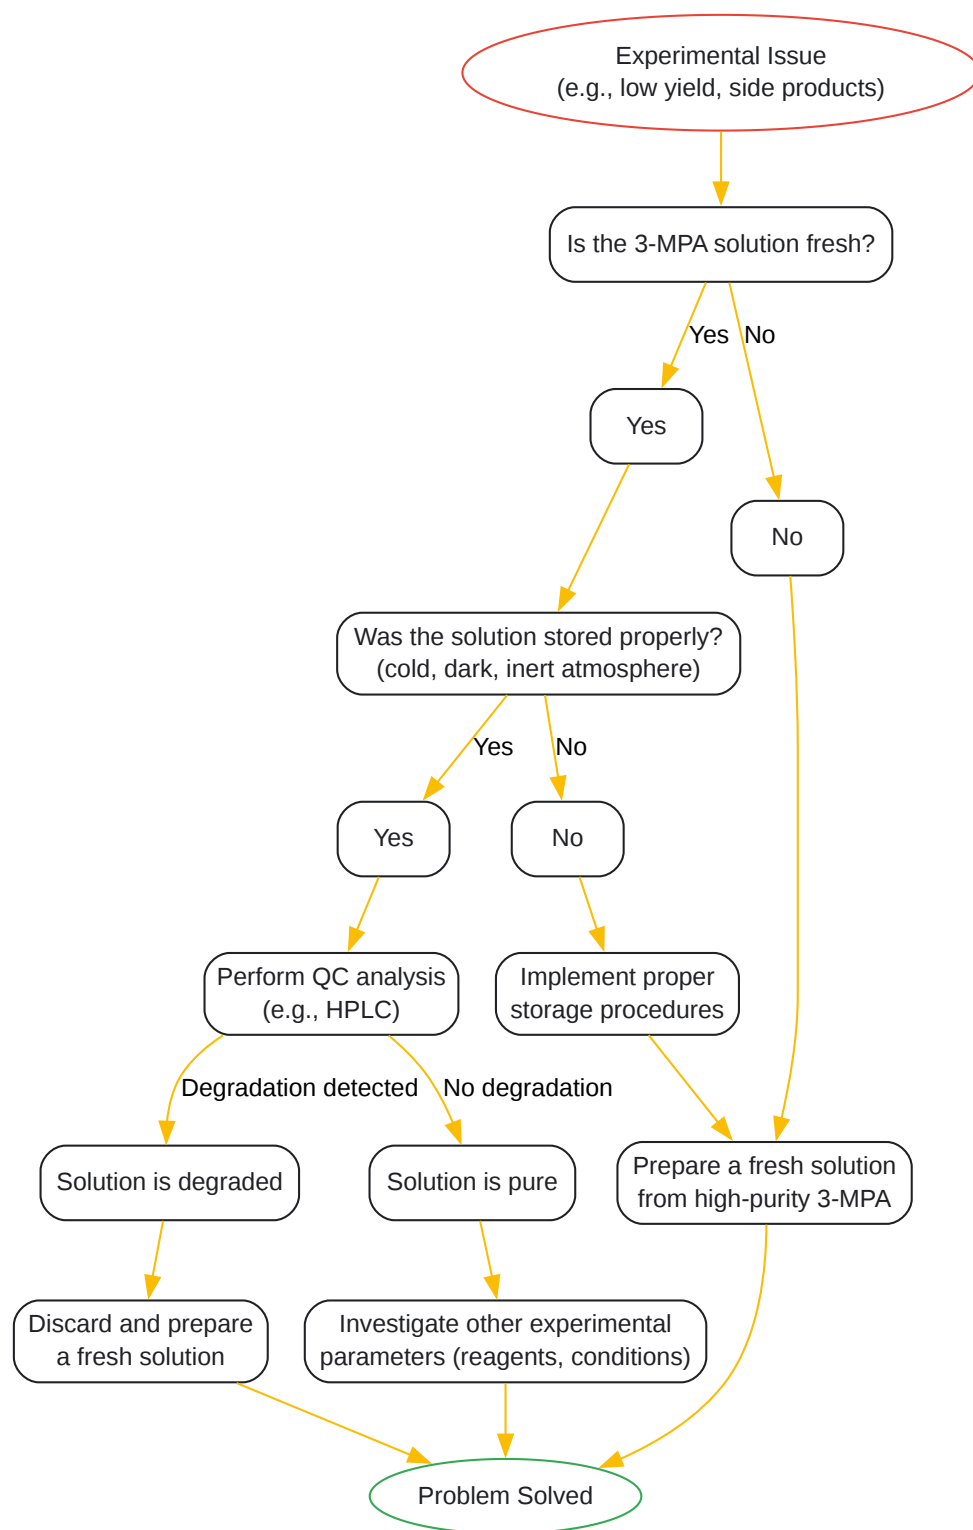 Experimental Issue
(e.g., low yield, side products)
Is the 3-MPA solution fresh?
Yes
No
Yes
No
Was the solution stored properly?
(cold, dark, inert atmosphere)
Yes
No
Yes
No
Perform QC analysis
(e.g., HPLC)
Implement proper
storage procedures
Degradation detected
No degradation
Solution is degraded
Solution is pure
Prepare a fresh solution
from high-purity 3-MPA
Discard and prepare
a fresh solution
Investigate other experimental
parameters (reagents, conditions)
Problem Solved